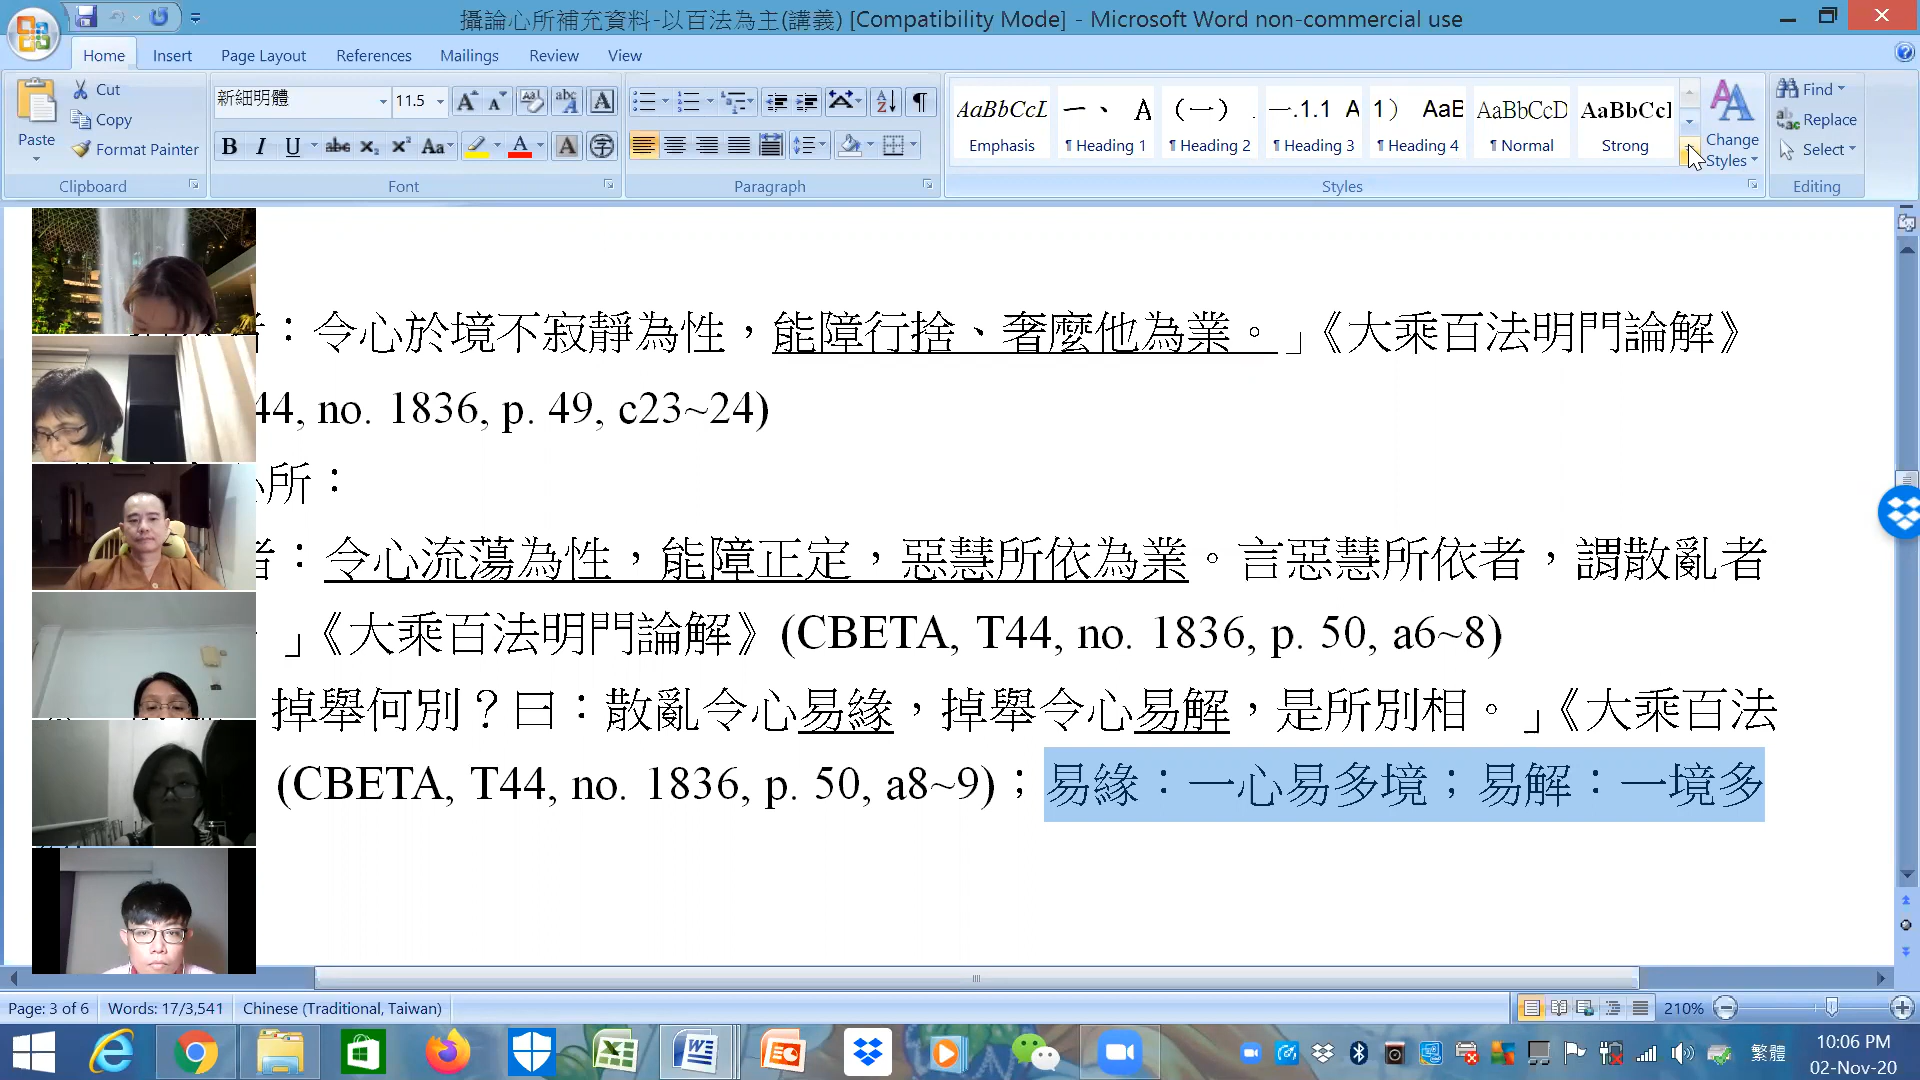 攝論心所補充資料-以百法為主(講義) [Compatibility Mode] - Microsoft Word non-commercial use
Home Insert Page Layout References Mailings Review View
Paste
Cut
Copy
Format Painter
Clipboard
新細明體 11.5
Font
Paragraph
AaBbCcD Emphasis
一、 A ¶ Heading 1
(一) ¶ Heading 2
一.1.1 A ¶ Heading 3
1） AaB ¶ Heading 4
AaBbCcD ¶ Normal
AaBbCcI Strong
Change Styles
Styles
Find
Replace
Select
Editing
者：令心於境不寂靜為性，能障行捨、奢麼他為業。」《大乘百法明門論解》
44, no. 1836, p. 49, c23~24)
心所：
者：令心流蕩為性，能障正定，惡慧所依為業。言惡慧所依者，謂散亂者
。」《大乘百法明門論解》(CBETA, T44, no. 1836, p. 50, a6~8)
掉舉何別？曰：散亂令心易緣，掉舉令心易解，是所別相。」《大乘百法
(CBETA, T44, no. 1836, p. 50, a8~9)；易緣：一心易多境；易解：一境多
Page: 3 of 6 Words: 17/3,541 Chinese (Traditional, Taiwan) 210%
繁體
10:06 PM
02-Nov-20